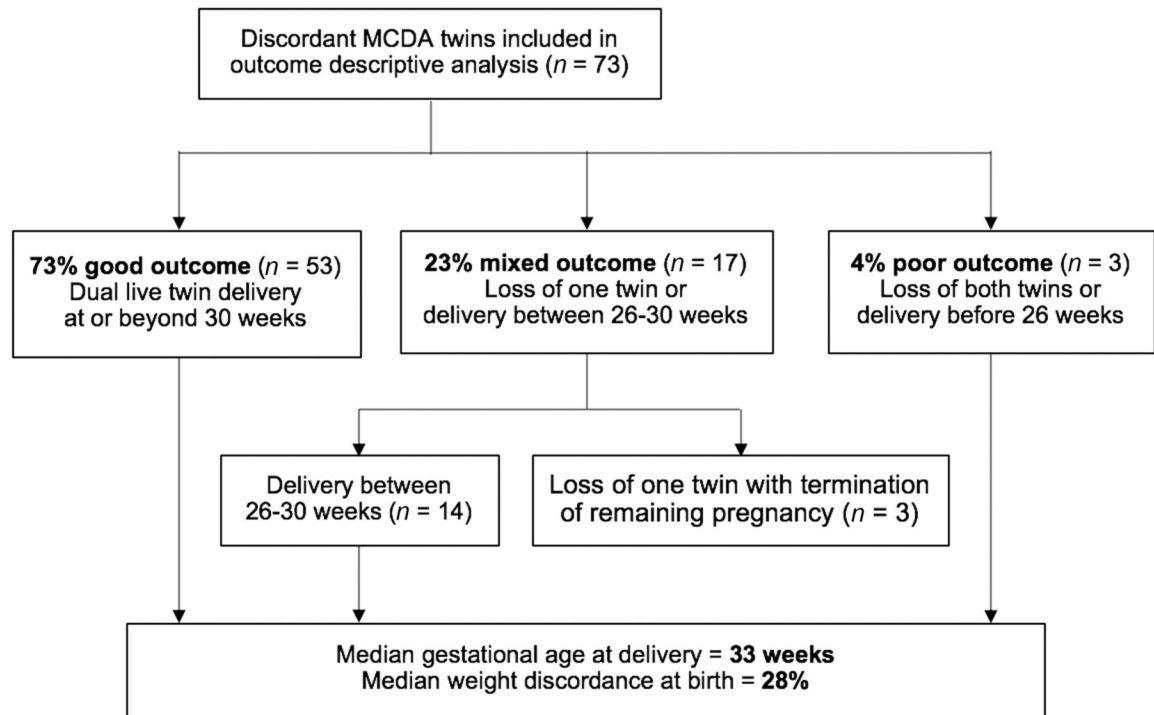 Discordant MCDA twins included in
outcome descriptive analysis (n = 73)
73% good outcome (n = 53)
Dual live twin delivery
at or beyond 30 weeks
23% mixed outcome (n = 17)
Loss of one twin or
delivery between 26-30 weeks
4% poor outcome (n = 3)
Loss of both twins or
delivery before 26 weeks
Delivery between
26-30 weeks (n = 14)
Loss of one twin with termination
of remaining pregnancy (n = 3)
Median gestational age at delivery = 33 weeks
Median weight discordance at birth = 28%